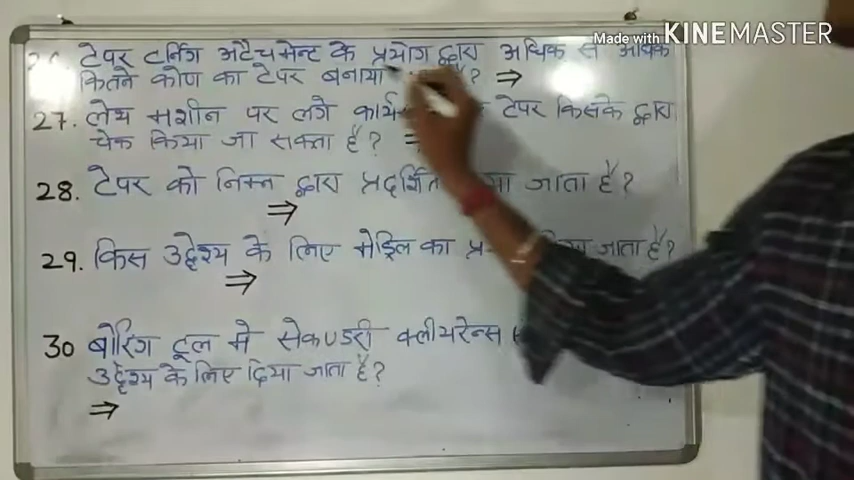 Made with KINEMASTER
टेपर टर्निंग अटैचमेन्ट के प्रयोग द्वारा अधिक से अधिक
कितने कोण का टेपर बनाया है? ⇒
27. लेथ मशीन पर लगे टेपर किसके द्वारा
चेक किया जा सकता है? ⇒
28. टेपर को निम्न द्वारा प्रदर्शित जाता है?
⇒
29. किस उद्देश्य के लिए मेड्रिल का जाता है?
⇒
30 बोरिंग टूल मे सेकण्डरी क्लीयरेन्स
उद्देश्य के लिए दिया जाता है?
⇒